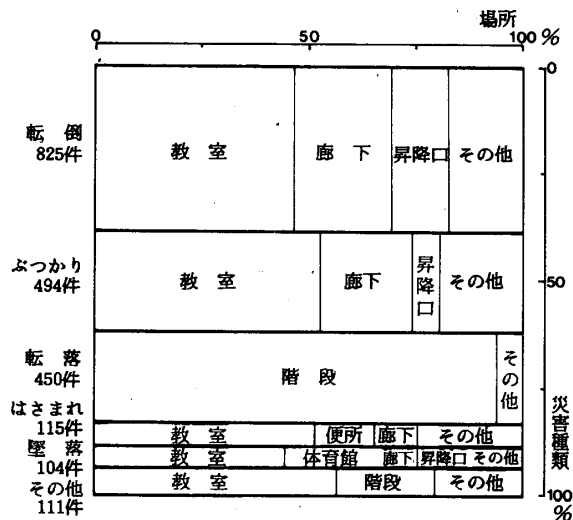 場所
0 50 100 %
転倒 825件
教室 廊下 昇降口 その他
0
ぶつかり 494件
教室 廊下 昇降口 その他
50
転落 450件
階段 その他
はさまれ 115件
教室 便所 廊下 その他
墜落 104件
教室 体育館 廊下 昇降口 その他
その他 111件
教室 階段 その他
災害種類
100 %